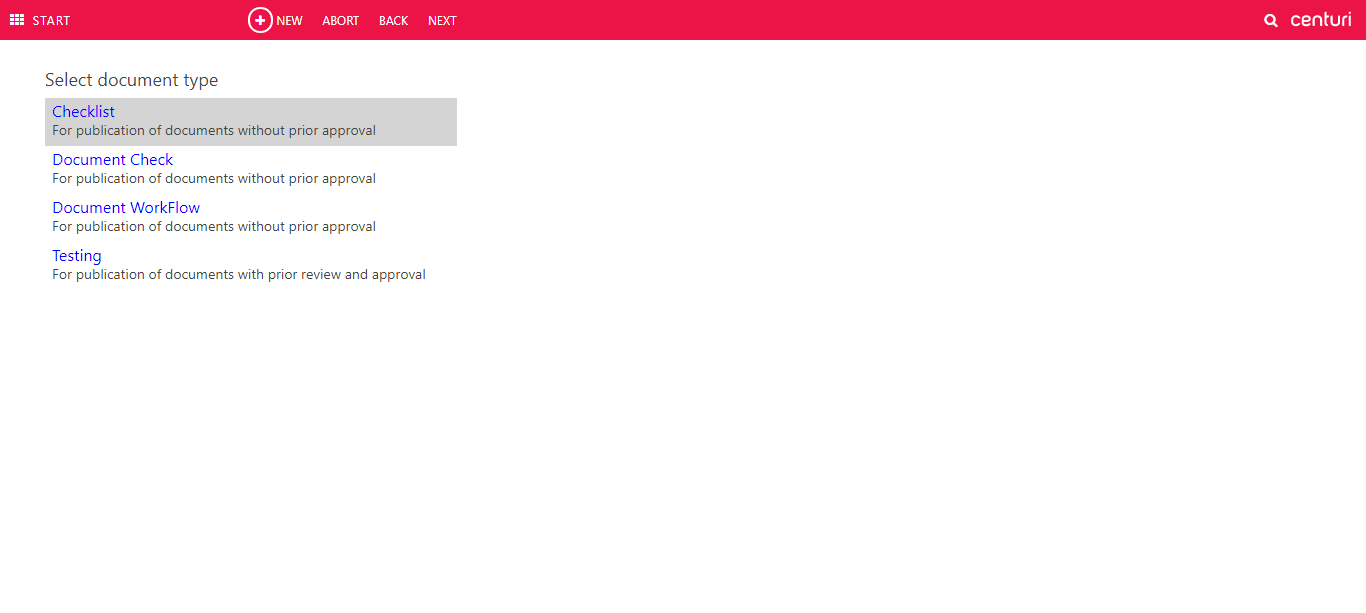 START NEW ABORT BACK NEXT centuri
Select document type
Checklist
For publication of documents without prior approval
Document Check
For publication of documents without prior approval
Document WorkFlow
For publication of documents without prior approval
Testing
For publication of documents with prior review and approval